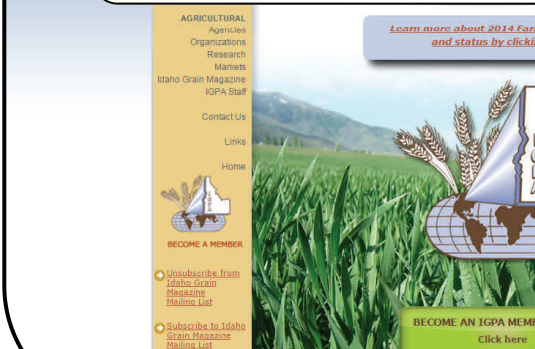 AGRICULTURAL
Agencies
Organizations
Research
Markets
Idaho Grain Magazine
IGPA Staff
Contact Us
Links
Home
BECOME A MEMBER
Unsubscribe from
Idaho Grain
Magazine
Mailing List
Subscribe to Idaho
Grain Magazine
Mailing List
Learn more about 2014 Far
and status by clicki
BECOME AN IGPA MEM
Click here